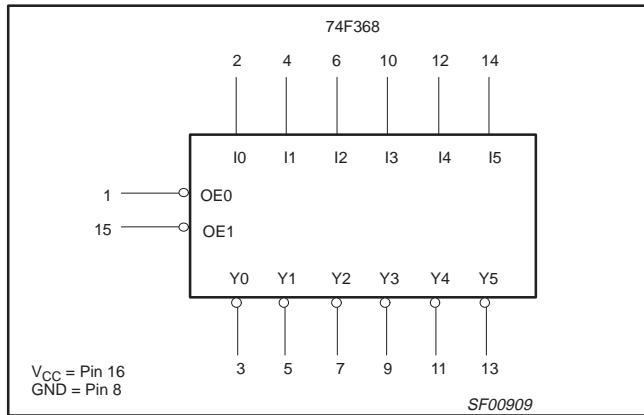 74F368
2 4 6 10 12 14
I0 I1 I2 I3 I4 I5
1 OE0
15 OE1
Y0 Y1 Y2 Y3 Y4 Y5
3 5 7 9 11 13
VCC = Pin 16
GND = Pin 8
SF00909